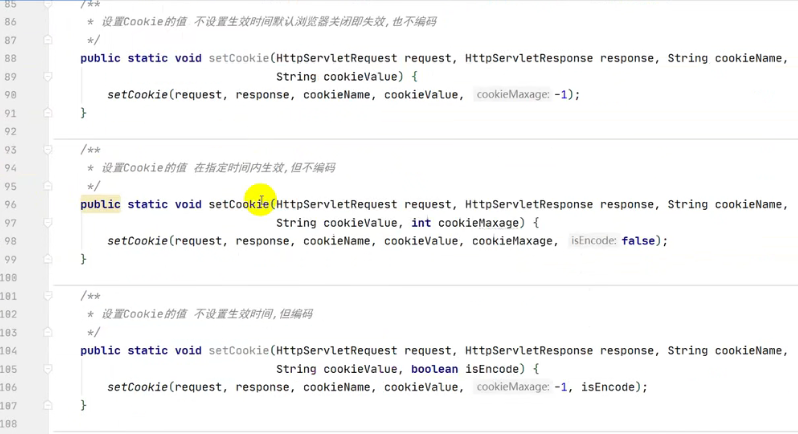 85 /**
86 * 设置Cookie的值 不设置生效时间默认浏览器关闭即失效,也不编码
87 */
88 public static void setCookie(HttpServletRequest request, HttpServletResponse response, String cookieName,
89 String cookieValue) {
90 setCookie(request, response, cookieName, cookieValue, cookieMaxage: -1);
91 }
92
93 /**
94 * 设置Cookie的值 在指定时间内生效,但不编码
95 */
96 public static void setCookie(HttpServletRequest request, HttpServletResponse response, String cookieName,
97 String cookieValue, int cookieMaxage) {
98 setCookie(request, response, cookieName, cookieValue, cookieMaxage, isEncode: false);
99 }
100
101 /**
102 * 设置Cookie的值 不设置生效时间,但编码
103 */
104 public static void setCookie(HttpServletRequest request, HttpServletResponse response, String cookieName,
105 String cookieValue, boolean isEncode) {
106 setCookie(request, response, cookieName, cookieValue, cookieMaxage: -1, isEncode);
107 }
108